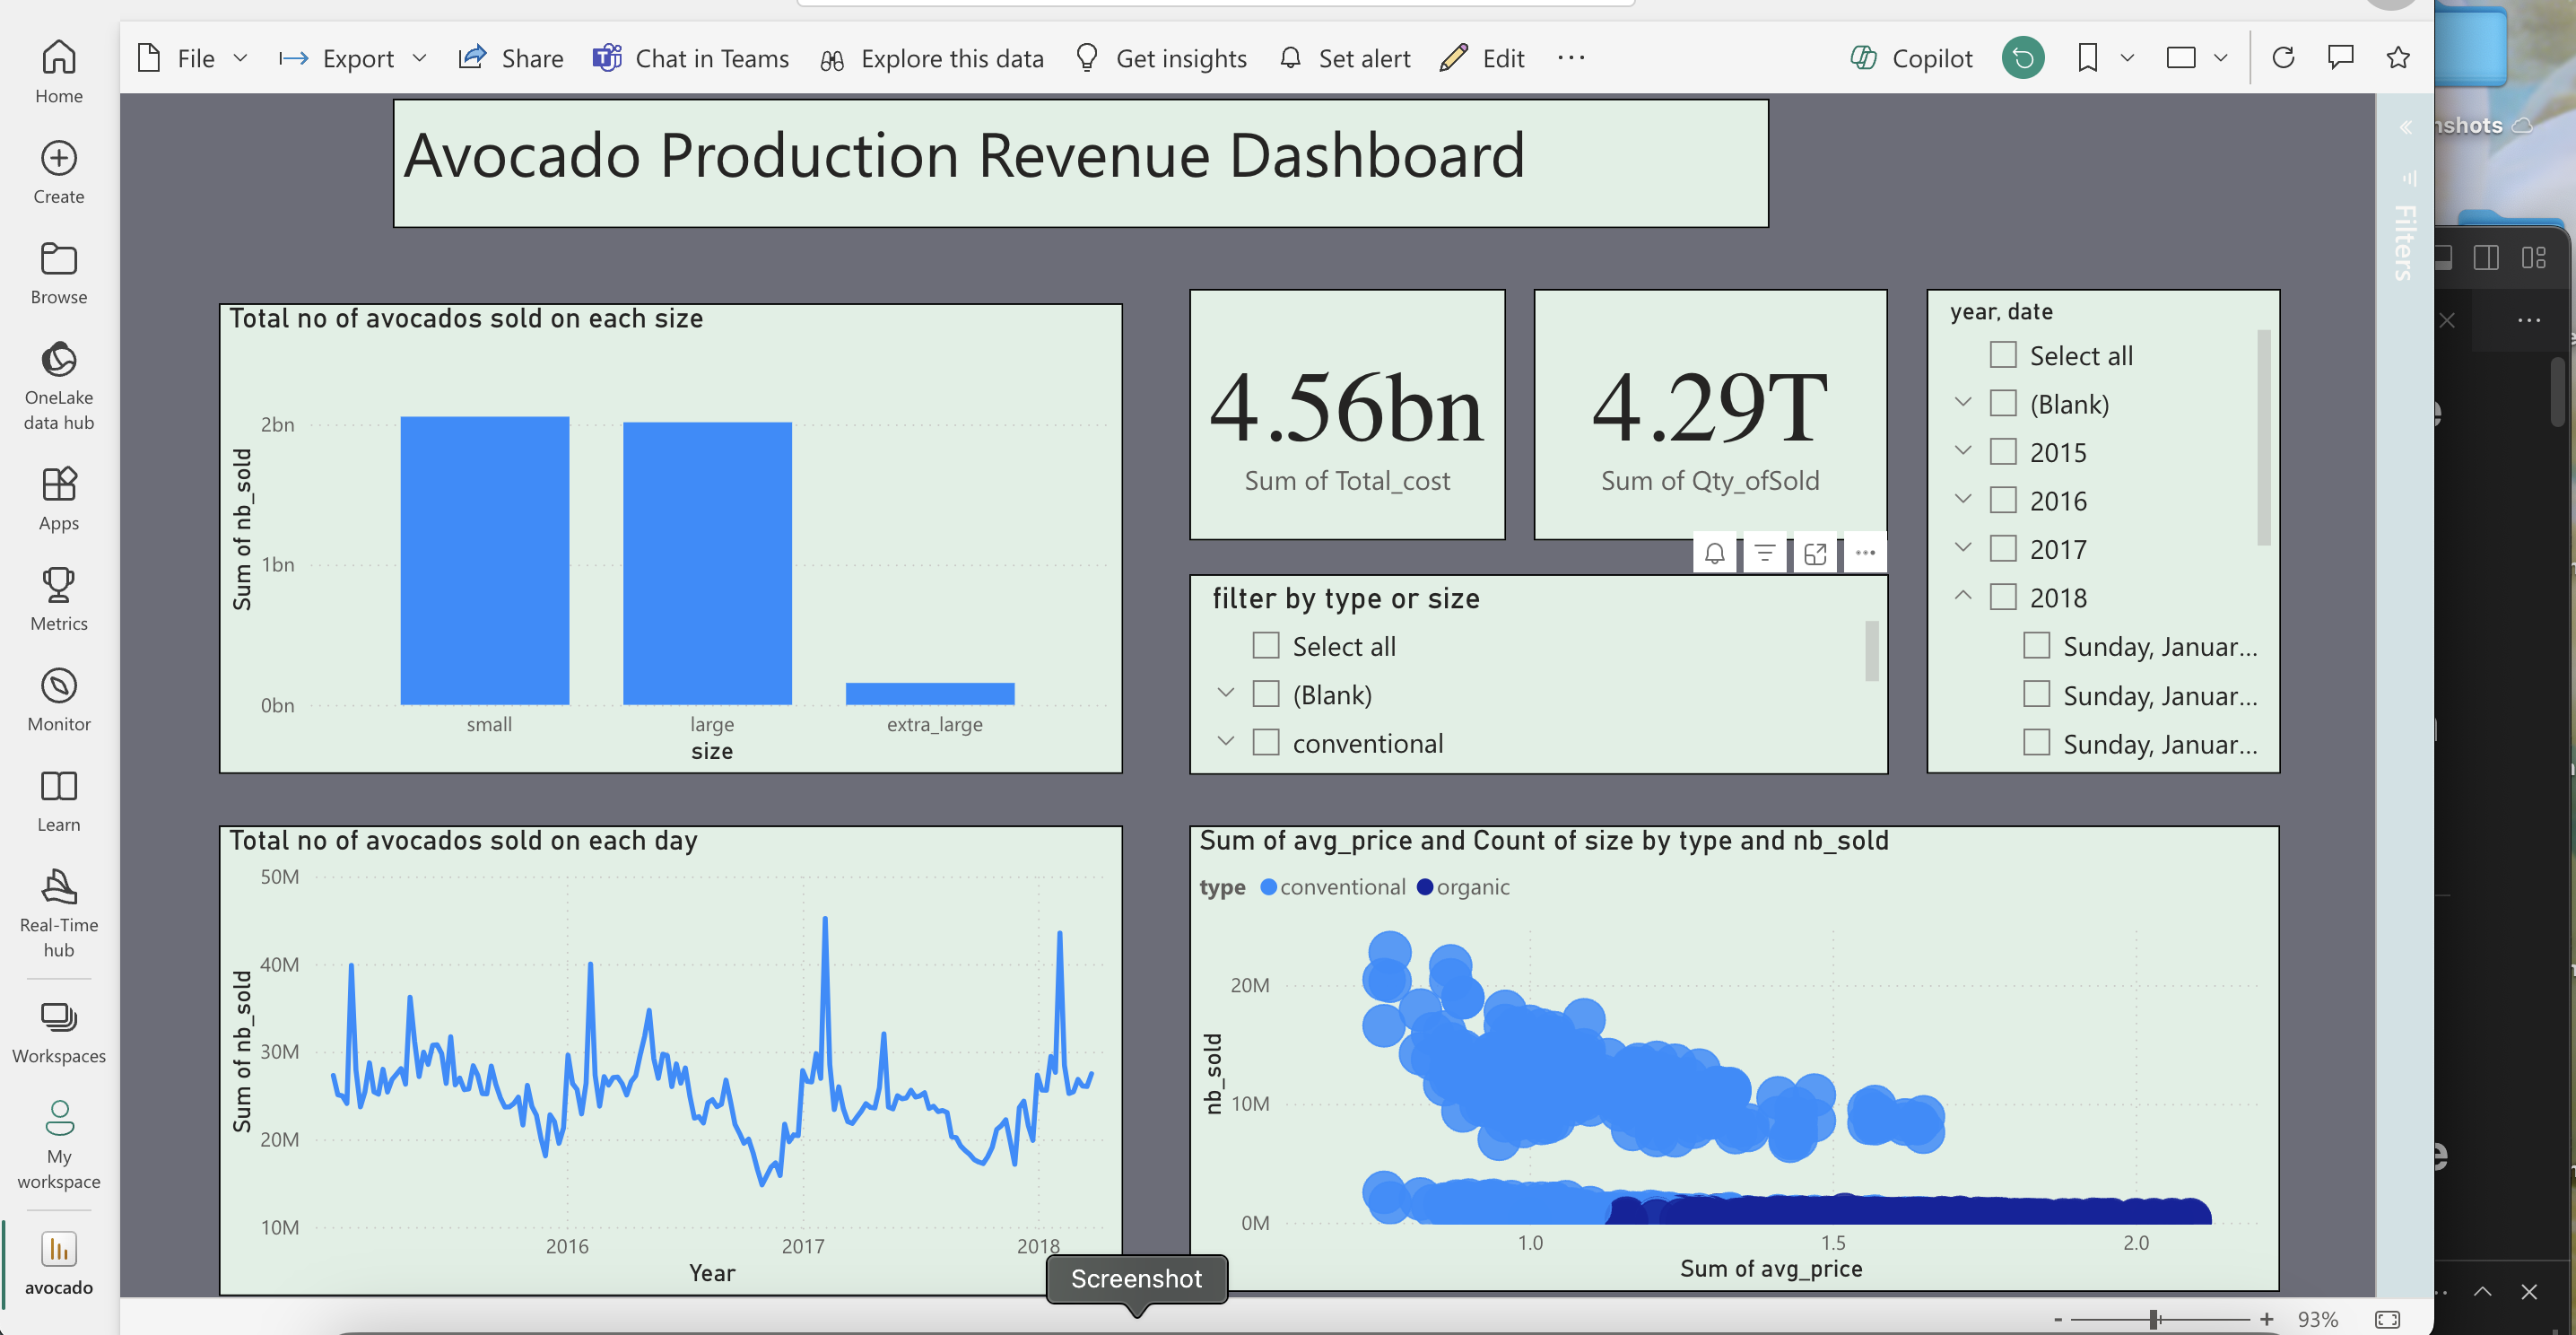 File
Export
Share
Chat in Teams
Explore this data
Get insights
Set alert
Edit
Copilot
Home
Create
Browse
OneLake
data hub
Apps
Metrics
Monitor
Learn
Real-Time
hub
Workspaces
My
workspace
avocado
Avocado Production Revenue Dashboard
Total no of avocados sold on each size
Sum of nb_sold
2bn
1bn
0bn
small
large
extra_large
size
4.56bn
Sum of Total_cost
4.29T
Sum of Qty_ofSold
filter by type or size
Select all
(Blank)
conventional
year, date
Select all
(Blank)
2015
2016
2017
2018
Sunday, Januar...
Sunday, Januar...
Sunday, Januar...
Filters
Total no of avocados sold on each day
Sum of nb_sold
50M
40M
30M
20M
10M
2016
2017
2018
Year
Sum of avg_price and Count of size by type and nb_sold
type conventional organic
nb_sold
20M
10M
0M
1.0
1.5
2.0
Sum of avg_price
Screenshot
- + 93%
nshots